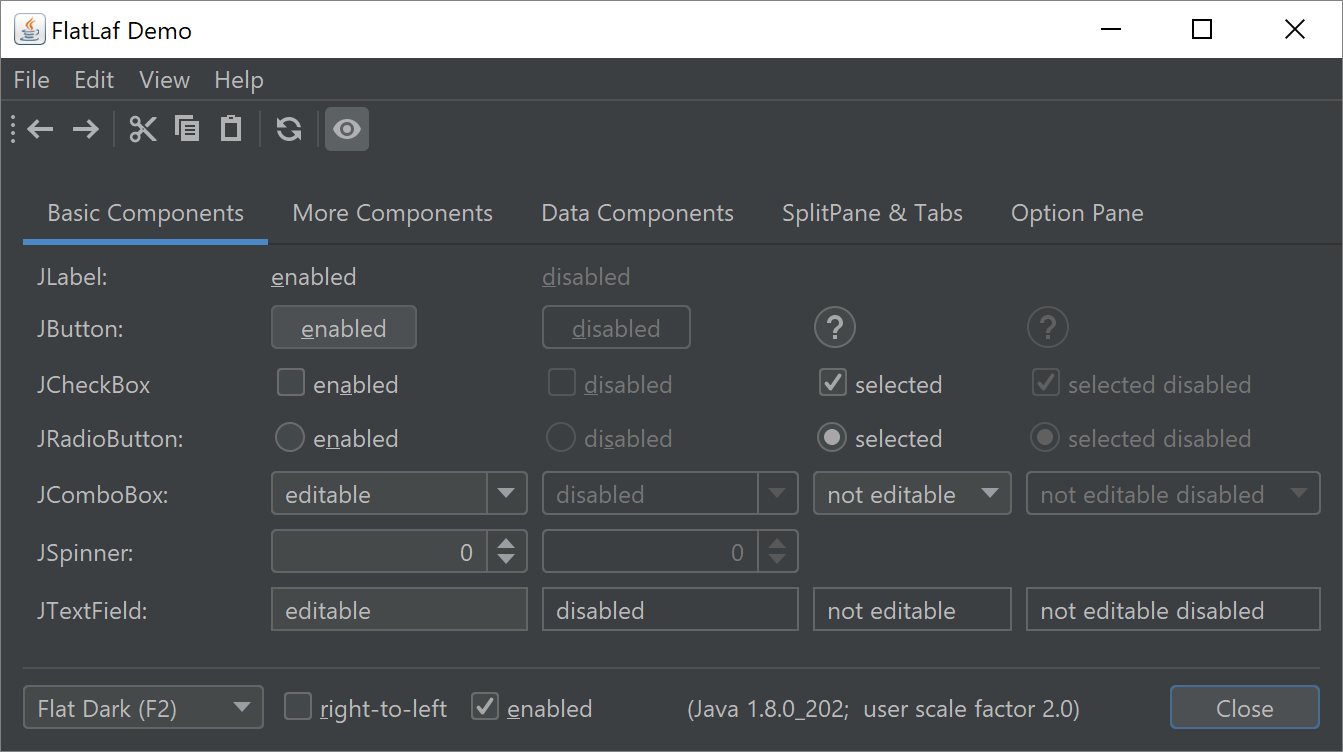 FlatLaf Demo
File Edit View Help
Basic Components More Components Data Components SplitPane & Tabs Option Pane
JLabel: enabled disabled
JButton: enabled disabled ? ?
JCheckBox enabled disabled selected selected disabled
JRadioButton: enabled disabled selected selected disabled
JComboBox: editable disabled not editable not editable disabled
JSpinner: 0 0
JTextField: editable disabled not editable not editable disabled
Flat Dark (F2) right-to-left enabled (Java 1.8.0_202; user scale factor 2.0) Close